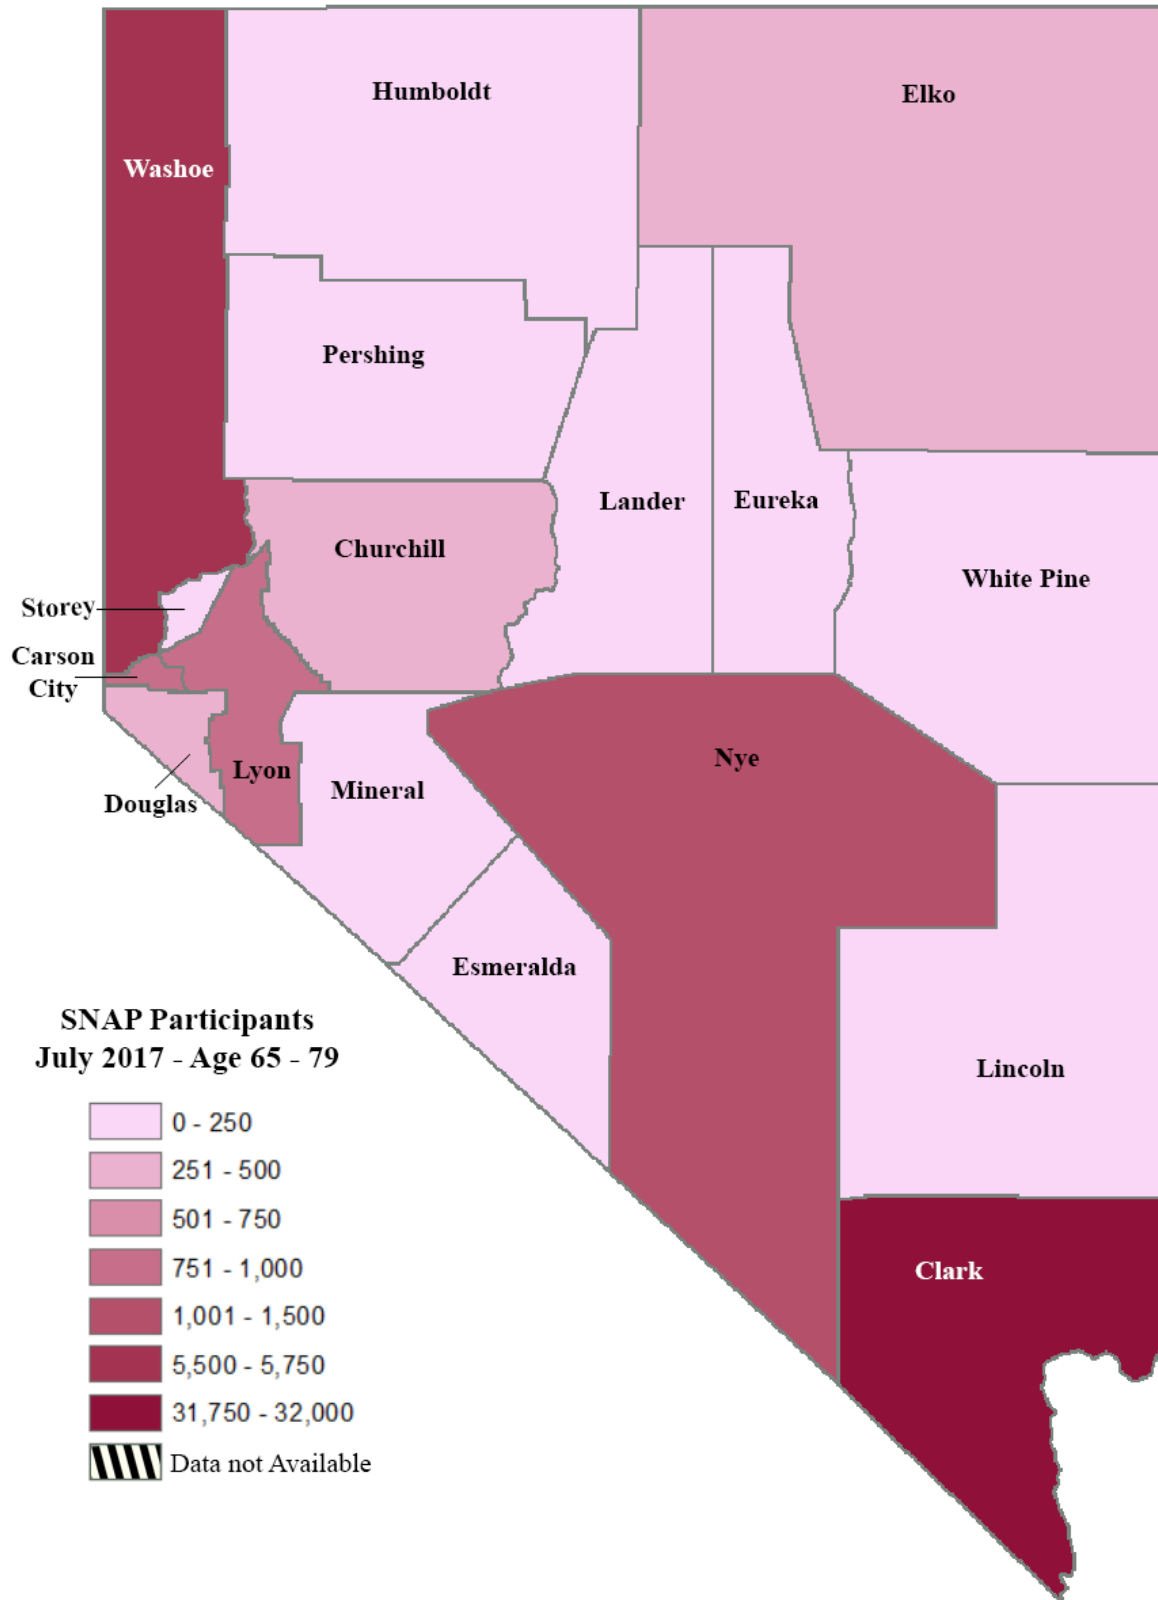 Humboldt
Elko
Washoe
Pershing
Lander
Eureka
Churchill
White Pine
Storey
Carson
City
Nye
Lyon
Mineral
Douglas
Esmeralda
SNAP Participants
July 2017 - Age 65 - 79
Lincoln
0 - 250
251 - 500
501 - 750
751 - 1,000
Clark
1,001 - 1,500
5,500 - 5,750
31,750 - 32,000
Data not Available